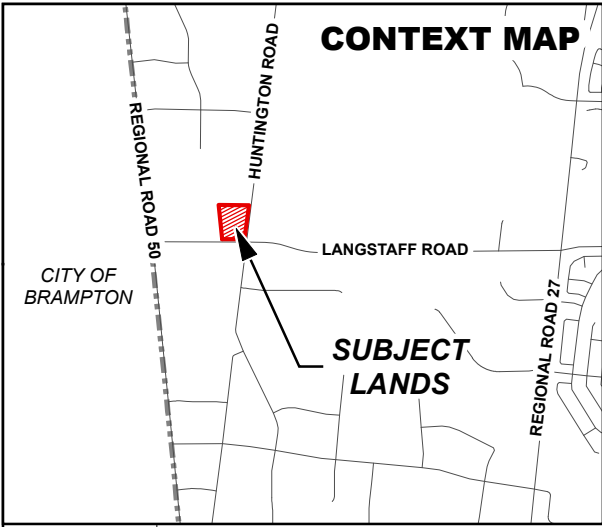 CONTEXT MAP
HUNTINGTON ROAD
REGIONAL ROAD 50
LANGSTAFF ROAD
CITY OF
BRAMPTON
REGIONAL ROAD 27
SUBJECT
LANDS